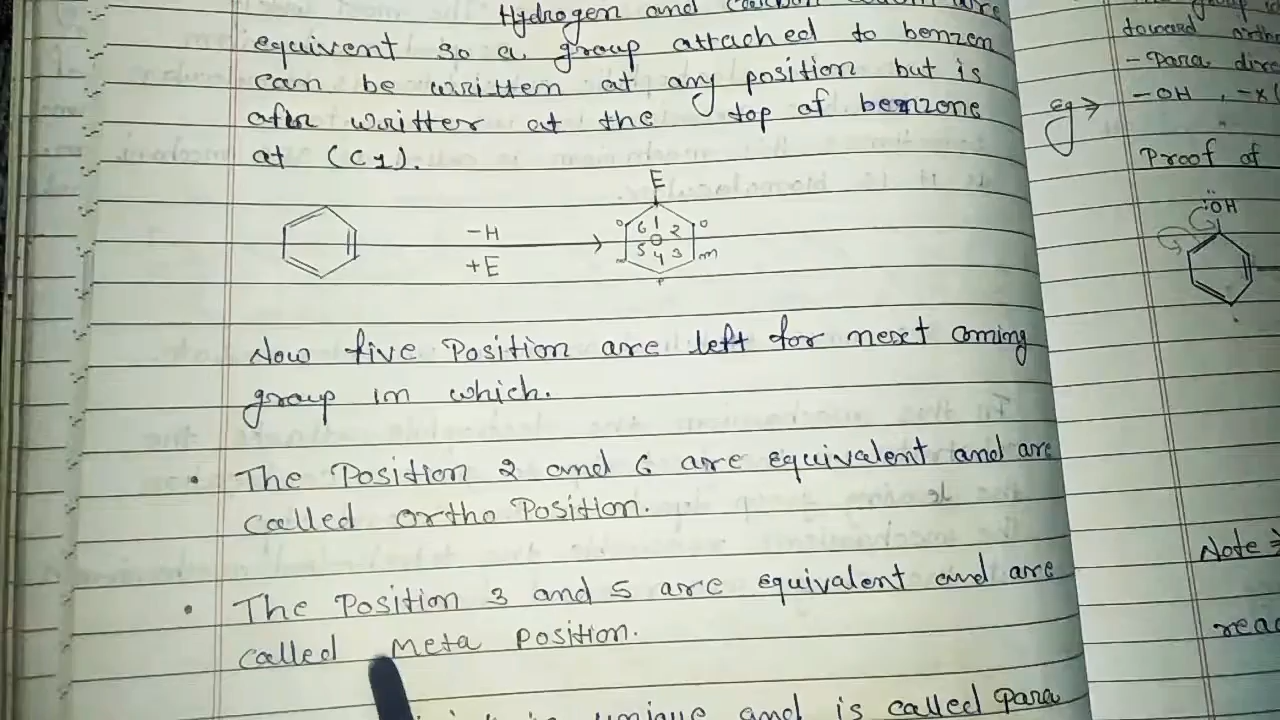 Hydrogen and
equivent so a group attached to benzen
can be written at any position but is
writter at the top of benzone
at (C1).
E
-H
+E
6 1 2
5 4 3
o o
m
Now five Position are left for next coming
group in which.
• The Position 2 and 6 are equivalent and are
called ortho Position.
• The Position 3 and 5 are equivalent and are
called Meta position.
unique and is called Para
toward ortho
- Para
eg → -OH , -X
Proof of
:ÖH
Note